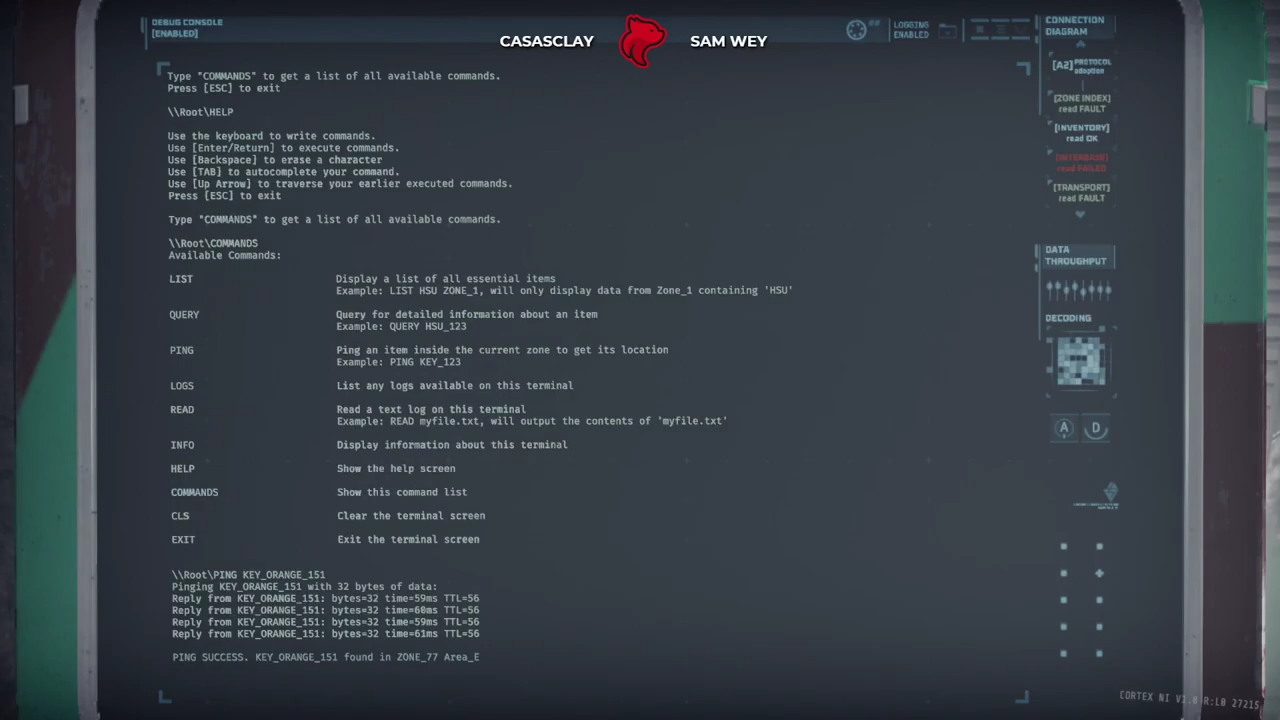 DEBUG CONSOLE
[ENABLED]
CASASCLAY
SAM WEY
LOGGING
ENABLED
CONNECTION
DIAGRAM
Type "COMMANDS" to get a list of all available commands.
Press [ESC] to exit
\\Root\HELP
Use the keyboard to write commands.
Use [Enter/Return] to execute commands.
Use [Backspace] to erase a character
Use [TAB] to autocomplete your command.
Use [Up Arrow] to traverse your earlier executed commands.
Press [ESC] to exit
Type "COMMANDS" to get a list of all available commands.
\\Root\COMMANDS
Available Commands:
LIST Display a list of all essential items
Example: LIST HSU ZONE_1, will only display data from Zone_1 containing 'HSU'
QUERY Query for detailed information about an item
Example: QUERY HSU_123
PING Ping an item inside the current zone to get its location
Example: PING KEY_123
LOGS List any logs available on this terminal
READ Read a text log on this terminal
Example: READ myfile.txt, will output the contents of 'myfile.txt'
INFO Display information about this terminal
HELP Show the help screen
COMMANDS Show this command list
CLS Clear the terminal screen
EXIT Exit the terminal screen
\\Root\PING KEY_ORANGE_151
Pinging KEY_ORANGE_151 with 32 bytes of data:
Reply from KEY_ORANGE_151: bytes=32 time=59ms TTL=56
Reply from KEY_ORANGE_151: bytes=32 time=60ms TTL=56
Reply from KEY_ORANGE_151: bytes=32 time=59ms TTL=56
Reply from KEY_ORANGE_151: bytes=32 time=61ms TTL=56
PING SUCCESS. KEY_ORANGE_151 found in ZONE_77 Area_E
[A2] PROTOCOL
adoption
[ZONE INDEX]
read FAULT
[INVENTORY]
read OK
[INTERBASE]
read FAILED
[TRANSPORT]
read FAULT
DATA
THROUGHPUT
DECODING
A D
CORTEX NI V1.0 R:L0 27215